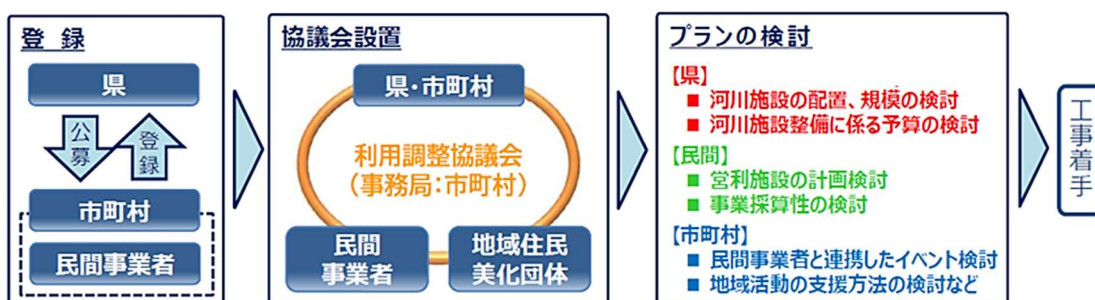 登 録
県
公募
登録
市町村
民間事業者
協議会設置
県・市町村
利用調整協議会
(事務局:市町村)
民間
事業者
地域住民
美化団体
プランの検討
【県】
■ 河川施設の配置、規模の検討
■ 河川施設整備に係る予算の検討
【民間】
■ 営利施設の計画検討
■ 事業採算性の検討
【市町村】
■ 民間事業者と連携したイベント検討
■ 地域活動の支援方法の検討など
工事着手